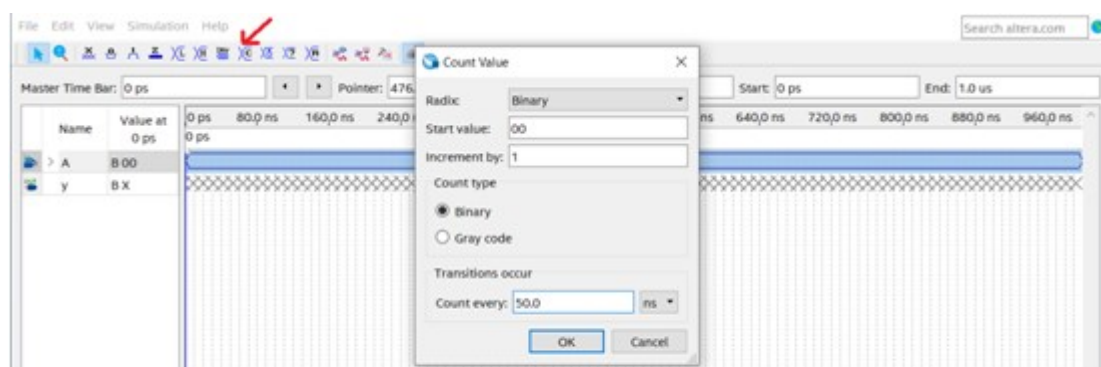 File Edit View Simulation Help
Search altera.com
Master Time Bar: 0 ps
Pointer: 476.
Start: 0 ps
End: 1.0 us
Name
Value at
0 ps
0 ps 80,0 ns 160,0 ns 240,0
ns 640,0 ns 720,0 ns 800,0 ns 880,0 ns 960,0 ns
0 ps
A B 00
y B X
Count Value
Radix: Binary
Start value: 00
Increment by: 1
Count type
Binary
Gray code
Transitions occur
Count every: 50.0 ns
OK Cancel